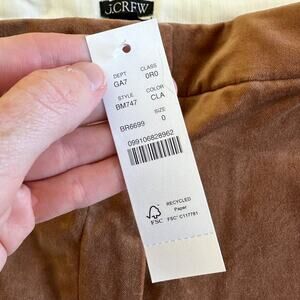 J.CREW
DEPT CLASS
GA7 0R0
STYLE COLOR
BM747 CLA
SIZE
BR6699 0
099106828962
FSC
RECYCLED
Paper
FSC® C117781